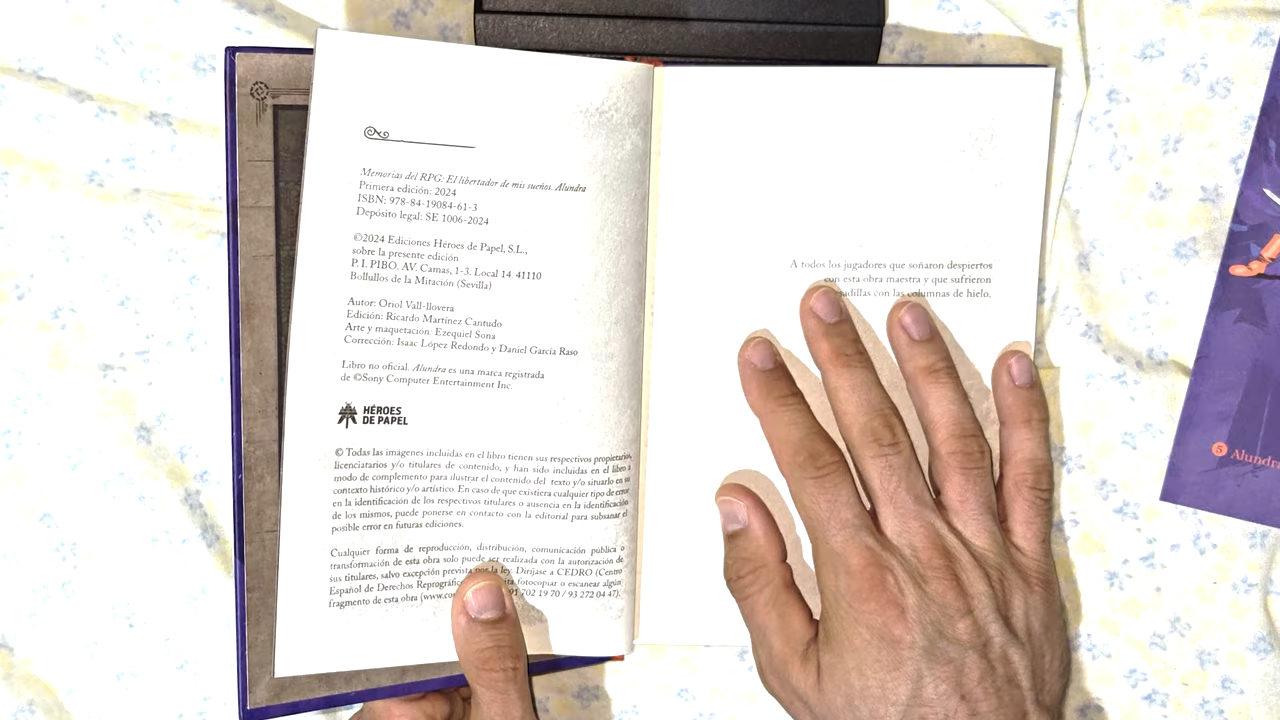 Memorias del RPG: El libertador de mis sueños. Alundra
Primera edición: 2024
ISBN: 978-84-19084-61-3
Depósito legal: SE 1006-2024
©2024 Ediciones Héroes de Papel, S.L.,
sobre la presente edición
P. I. PIBO. AV. Camas, 1-3. Local 14. 41110
Bollullos de la Mitación (Sevilla)
Autor: Oriol Vall-llovera
Edición: Ricardo Martínez Cantudo
Arte y maquetación: Ezequiel Sona
Corrección: Isaac López Redondo y Daniel García Raso
Libro no oficial. Alundra es una marca registrada
de ©Sony Computer Entertainment Inc.
HÉROES
DE PAPEL
© Todas las imágenes incluidas en el libro tienen sus respectivos propietarios,
licenciatarios y/o titulares de contenido, y han sido incluidas en el libro a
modo de complemento para ilustrar el contenido del texto y/o situarlo en su
contexto histórico y/o artístico. En caso de que existiera cualquier tipo de error
en la identificación de los respectivos titulares o ausencia en la identificación
de los mismos, puede ponerse en contacto con la editorial para subsanar el
posible error en futuras ediciones.
Cualquier forma de reproducción, distribución, comunicación pública o
transformación de esta obra solo puede ser realizada con la autorización de
sus titulares, salvo excepción prevista por la ley. Diríjase a CEDRO (Centro
Español de Derechos fotocopiar o escanear algún
fragmento de esta obra 91 702 19 70 / 93 272 04 47).
A todos los jugadores que soñaron despiertos
con esta obra maestra y que sufrieron
con las columnas de hielo.
5 Alundra